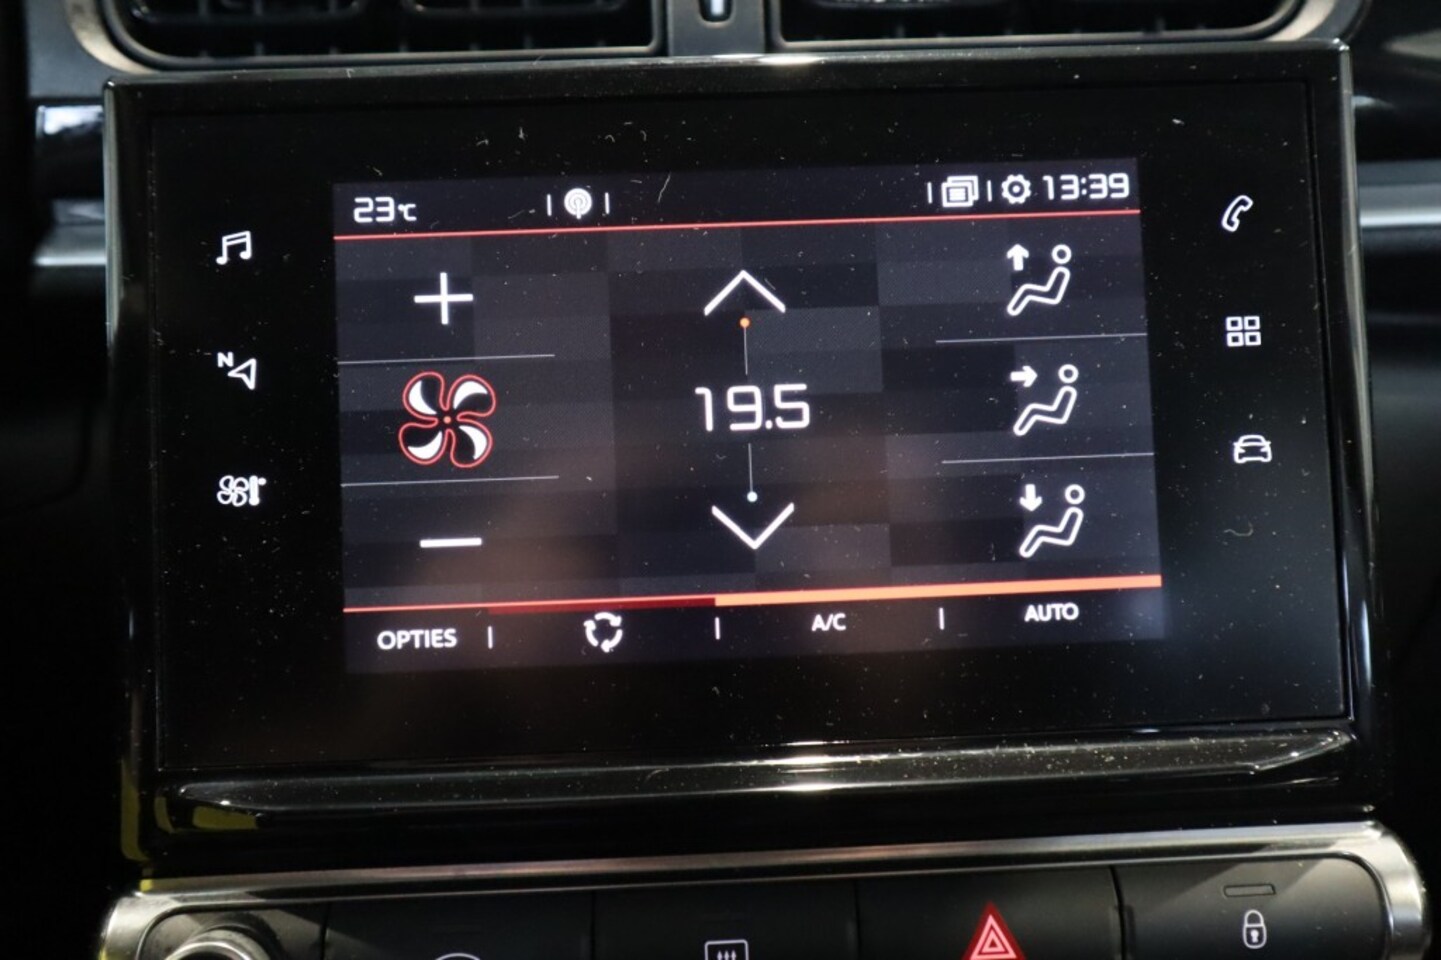 23°C
13:39
N
19.5
OPTIES
A/C
AUTO